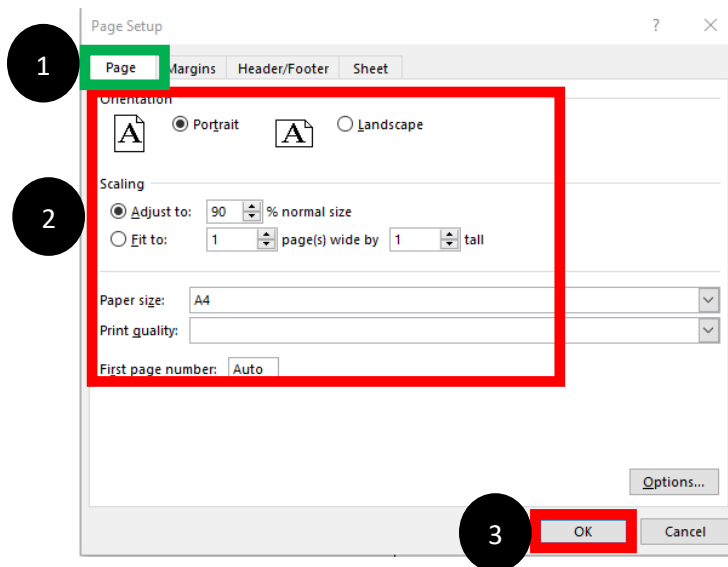 Page Setup ? ×
1
Page Margins Header/Footer Sheet
Orientation
A Portrait A Landscape
Scaling
2
Adjust to: 90 % normal size
Fit to: 1 page(s) wide by 1 tall
Paper size: A4
Print quality:
First page number: Auto
Options...
3
OK Cancel